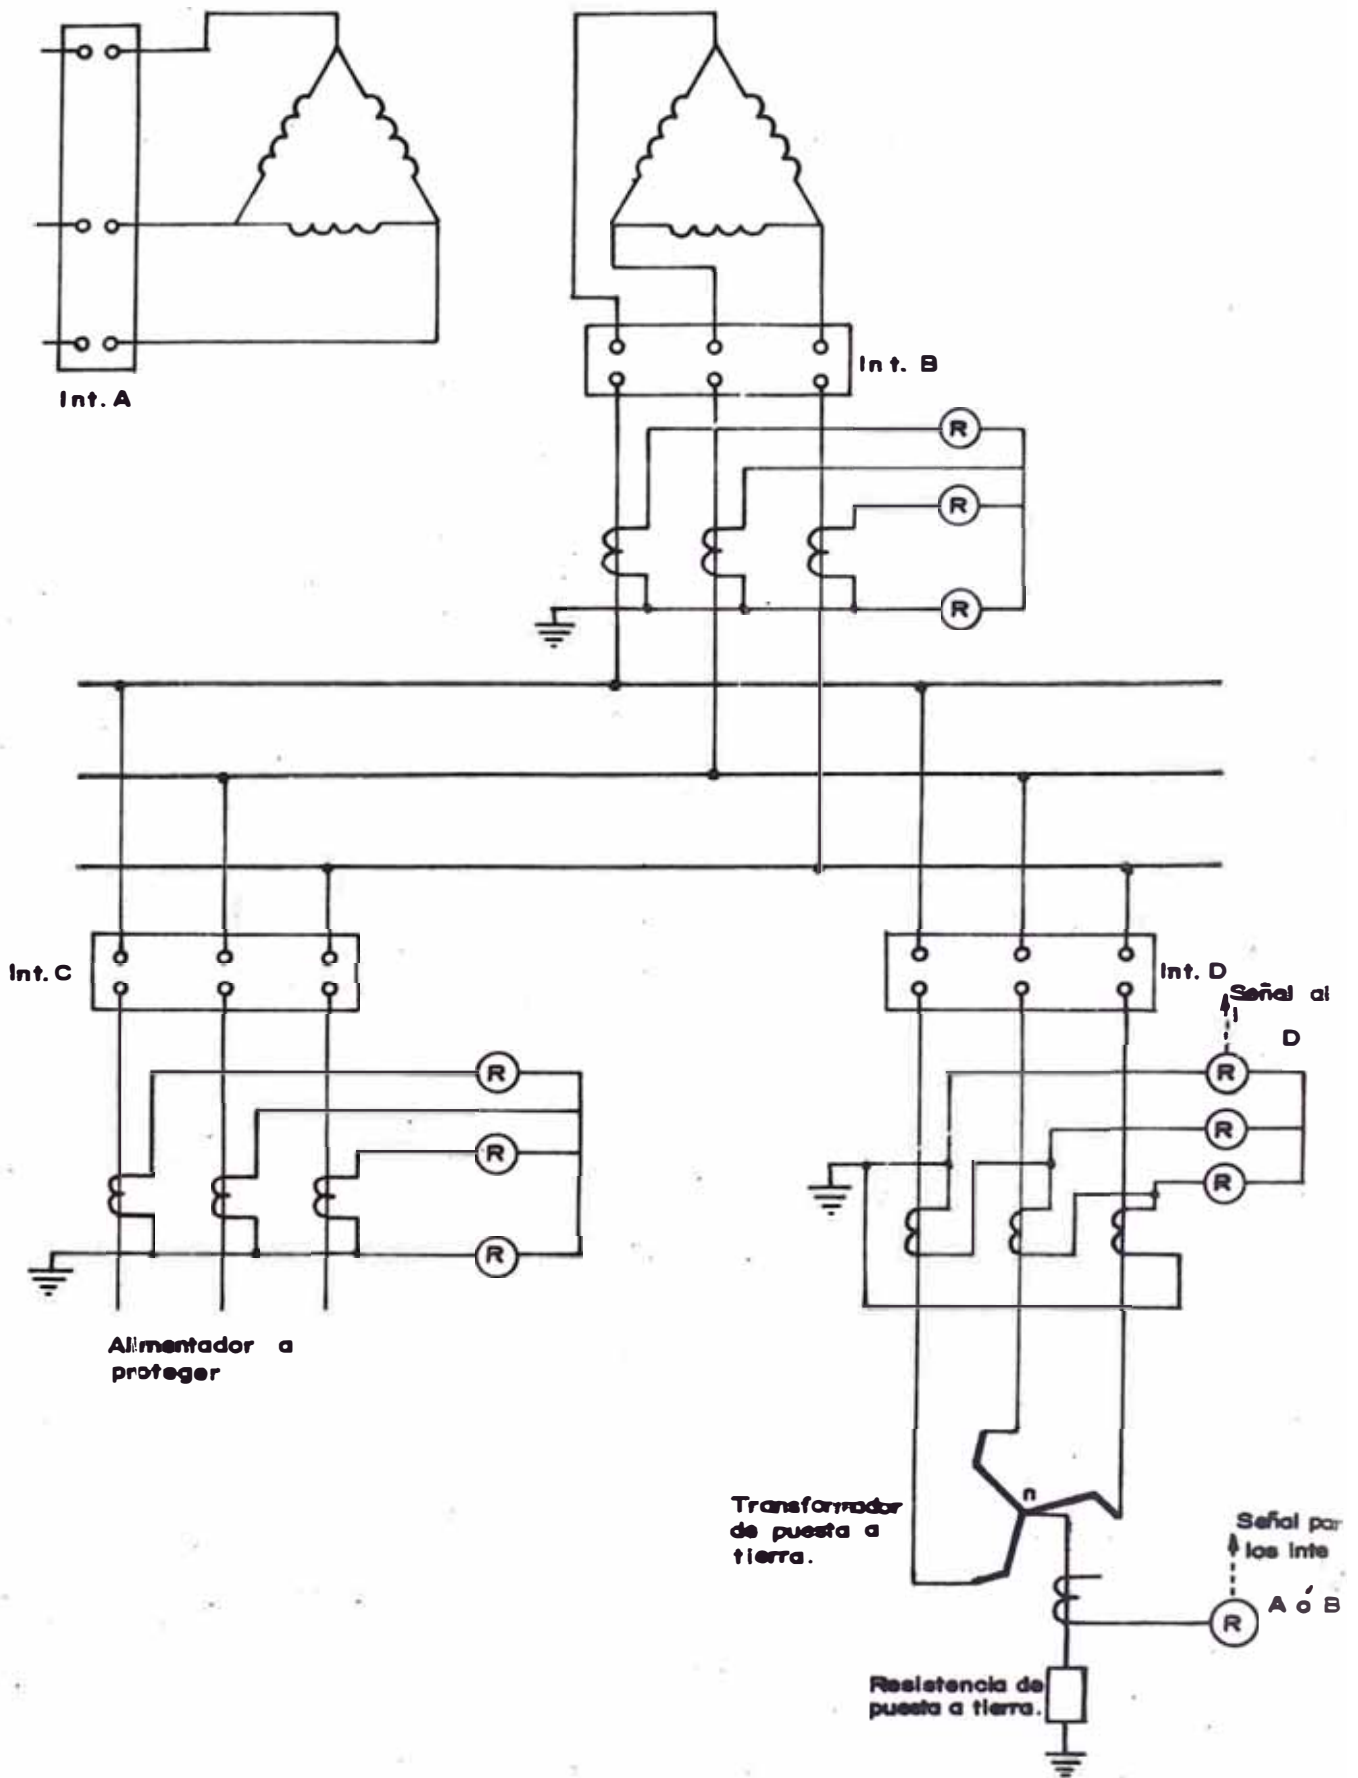 Int. A
Int. B
R
R
R
Int. C
Int. D
Señal al
D
R
R
R
R
R
R
Alimentador a
proteger
n
Transformador
de puesta a
tierra.
Señal par
los Inte
A ó B
R
Resistencia de
puesta a tierra.